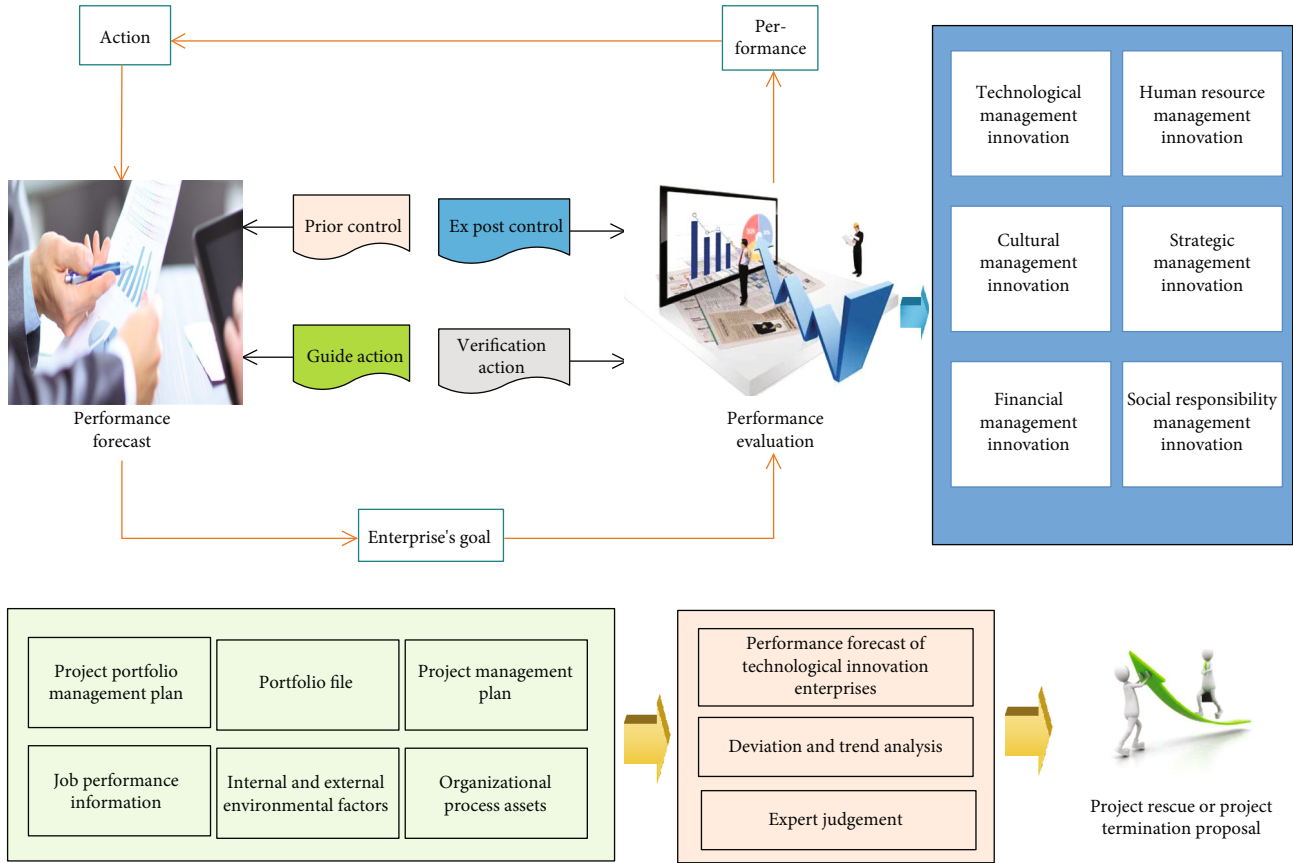 Action
Per-
formance
Technological
management
innovation
Human resource
management
innovation
Prior control
Ex post control
Cultural
management
innovation
Strategic
management
innovation
Guide action
Verification
action
Performance
forecast
Performance
evaluation
Financial
management
innovation
Social responsibility
management
innovation
Enterprise's goal
Project portfolio
management plan
Portfolio file
Project management
plan
Job performance
information
Internal and external
environmental factors
Organizational
process assets
Performance forecast of
technological innovation
enterprises
Deviation and trend analysis
Expert judgement
Project rescue or project
termination proposal